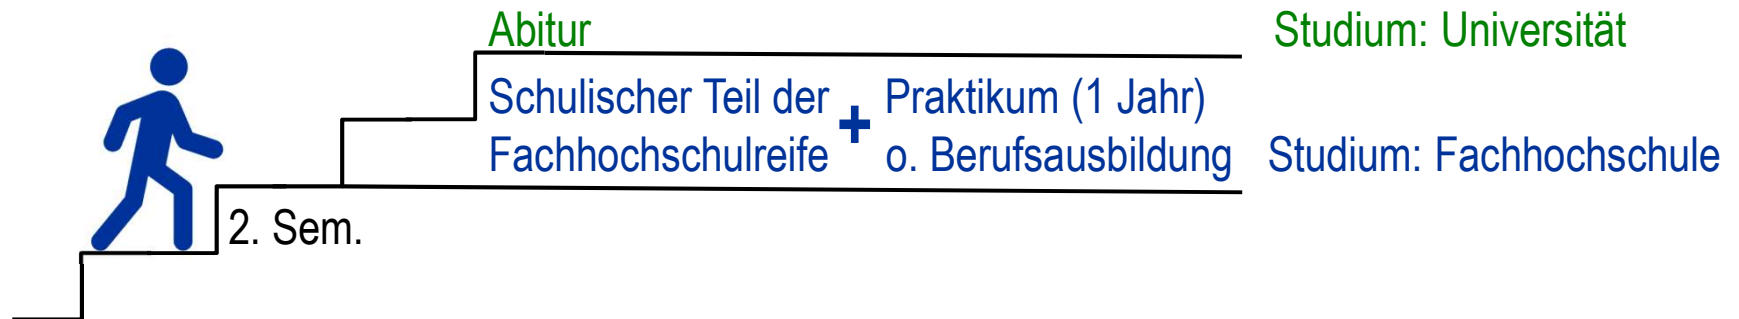 Abitur
Studium: Universität
Schulischer Teil der + Praktikum (1 Jahr)
Fachhochschulreife o. Berufsausbildung Studium: Fachhochschule
2. Sem.